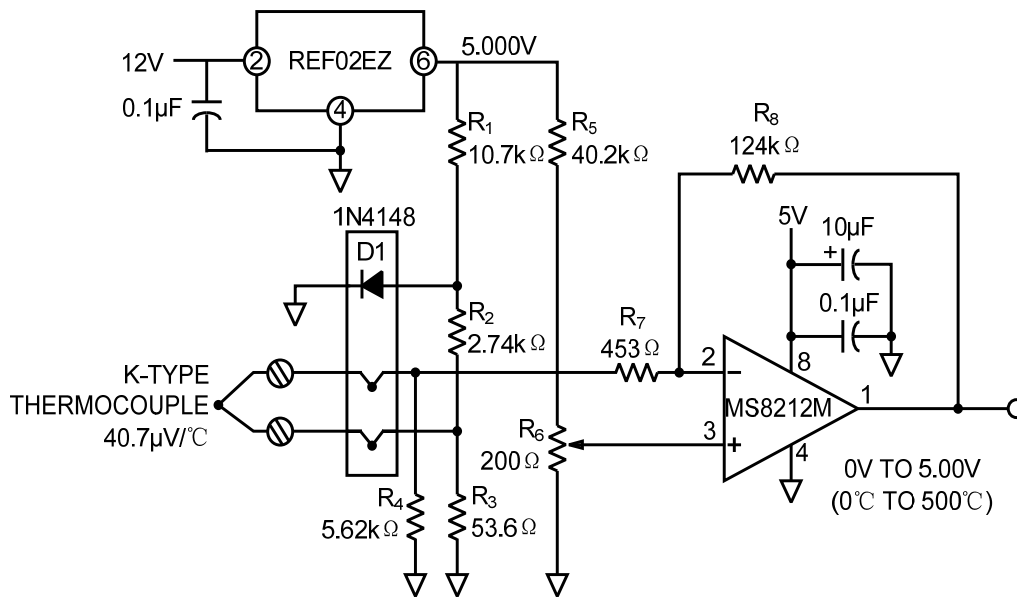 12V
2
REF02EZ
6
5.000V
4
0.1µF
R1
10.7kΩ
R5
40.2kΩ
R8
124kΩ
1N4148
D1
5V
10µF
+
0.1µF
R2
2.74kΩ
R7
453Ω
K-TYPE
THERMOCOUPLE
40.7µV/℃
2
−
8
MS8212M
1
3
+
4
R6
200Ω
0V TO 5.00V
(0℃ TO 500℃)
R4
5.62kΩ
R3
53.6Ω